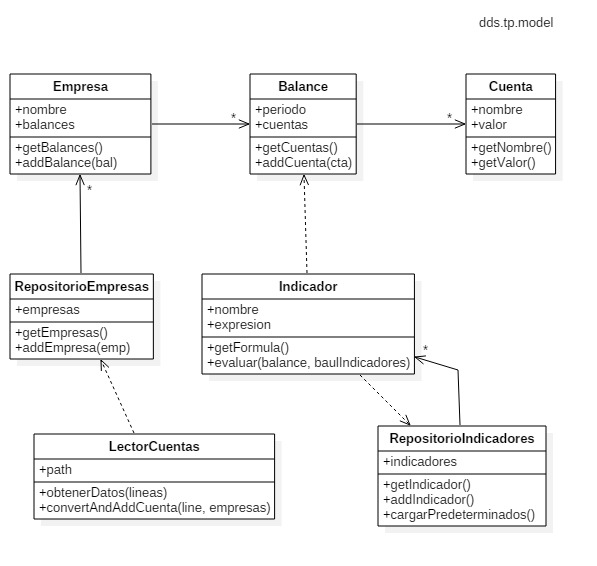 dds.tp.model
Empresa
+nombre
+balances
+getBalances()
+addBalance(bal)
*
Balance
+periodo
+cuentas
+getCuentas()
+addCuenta(cta)
*
Cuenta
+nombre
+valor
+getNombre()
+getValor()
*
RepositorioEmpresas
+empresas
+getEmpresas()
+addEmpresa(emp)
Indicador
+nombre
+expresion
+getFormula()
+evaluar(balance, baulIndicadores)
*
LectorCuentas
+path
+obtenerDatos(lineas)
+convertAndAddCuenta(line, empresas)
RepositorioIndicadores
+indicadores
+getIndicador()
+addIndicador()
+cargarPredeterminados()